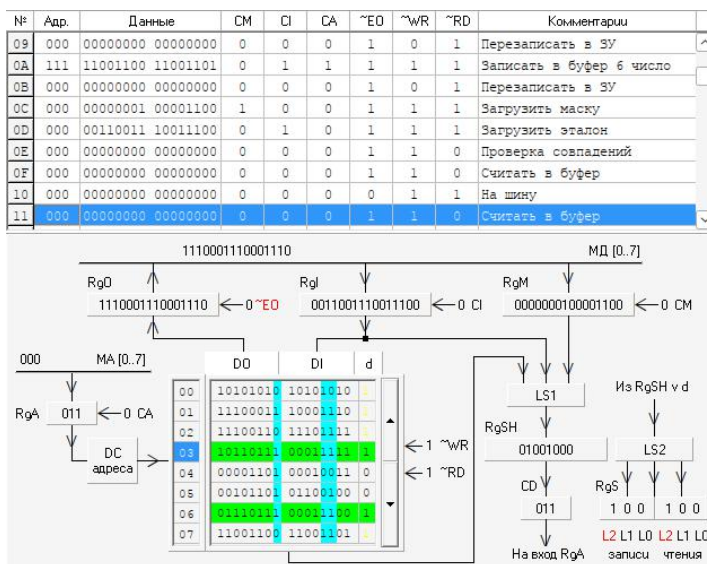 № Адр. Данные CM CI CA ~EO ~WR ~RD Комментарии
09 000 00000000 00000000 0 0 0 1 0 1 Перезаписать в ЗУ
0A 111 11001100 11001101 0 1 1 1 1 1 Записать в буфер 6 число
0B 000 00000000 00000000 0 0 0 1 0 1 Перезаписать в ЗУ
0C 000 00000001 00001100 1 0 0 1 1 1 Загрузить маску
0D 000 00110011 10011100 0 1 0 1 1 1 Загрузить эталон
0E 000 00000000 00000000 0 0 0 1 1 0 Проверка совпадений
0F 000 00000000 00000000 0 0 0 1 1 0 Считать в буфер
10 000 00000000 00000000 0 0 0 0 1 1 На шину
11 000 00000000 00000000 0 0 0 1 1 0 Считать в буфер
1110001110001110 МД [0..7]
RgO RgI RgM
1110001110001110 0 ~EO 0011001110011100 0 CI 0000000100001100 0 CM
000 MA [0..7] DO DI d
RgA 011 0 CA
DC адреса
00 10101010 10101010 1
01 11100011 10001110 1
02 11100110 11101111 1
03 10110111 00011111 1
04 00001101 00010011 0
05 00101101 01100100 0
06 01110111 00011100 1
07 11001100 11001101 1
1 ~WR
1 ~RD
LS1
RgSH
01001000
CD
011
На вход RgA
Из RgSH v d
LS2
RgS
1 0 0 1 0 0
L2 L1 L0 L2 L1 L0
записи чтения